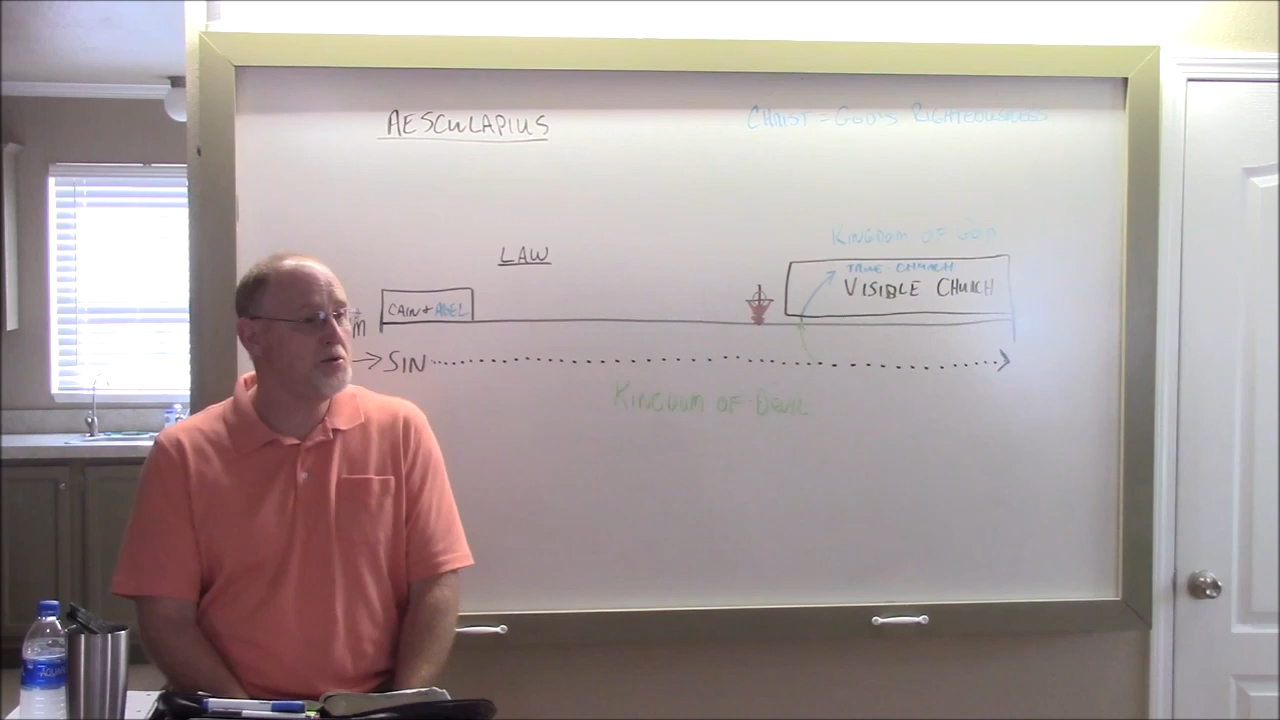 AESCULAPIUS
CHRIST = GOD'S RIGHTEOUSNESS
KINGDOM OF GOD
LAW
TRUE CHURCH
VISIBLE CHURCH
CAIN + ABEL
m
→ SIN
KINGDOM OF DEVIL